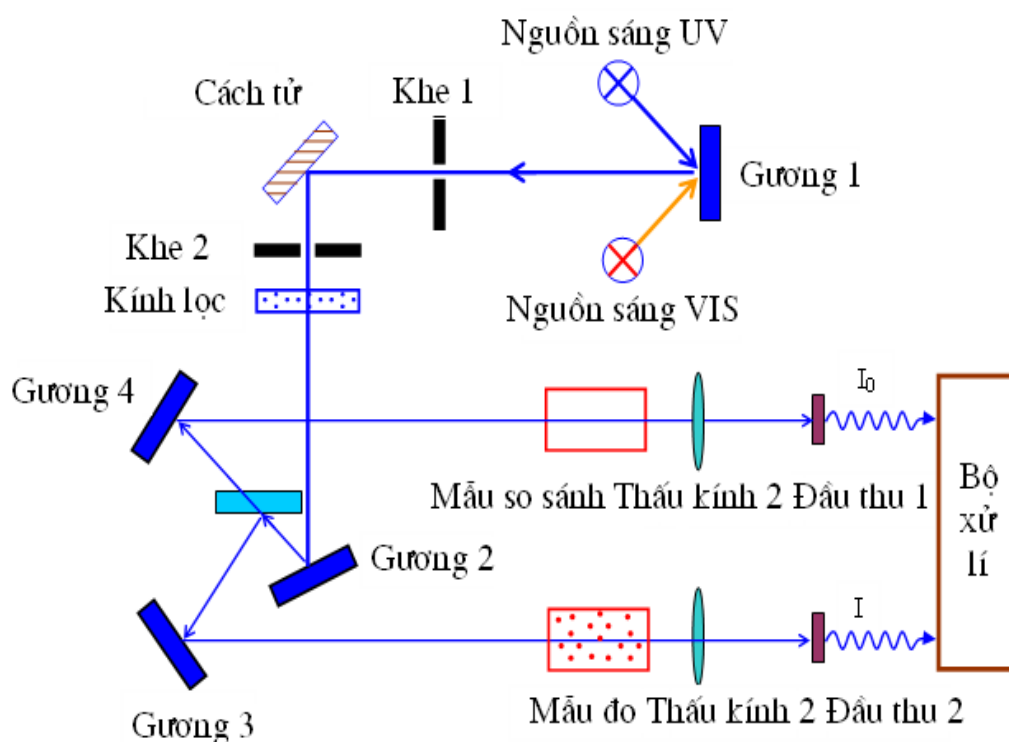 Nguồn sáng UV
Cách tử
Khe 1
Gương 1
Khe 2
Kính lọc
Nguồn sáng VIS
Gương 4
I0
Mẫu so sánh Thấu kính 2 Đầu thu 1
Bộ
xử
lí
Gương 2
I
Mẫu đo Thấu kính 2 Đầu thu 2
Gương 3